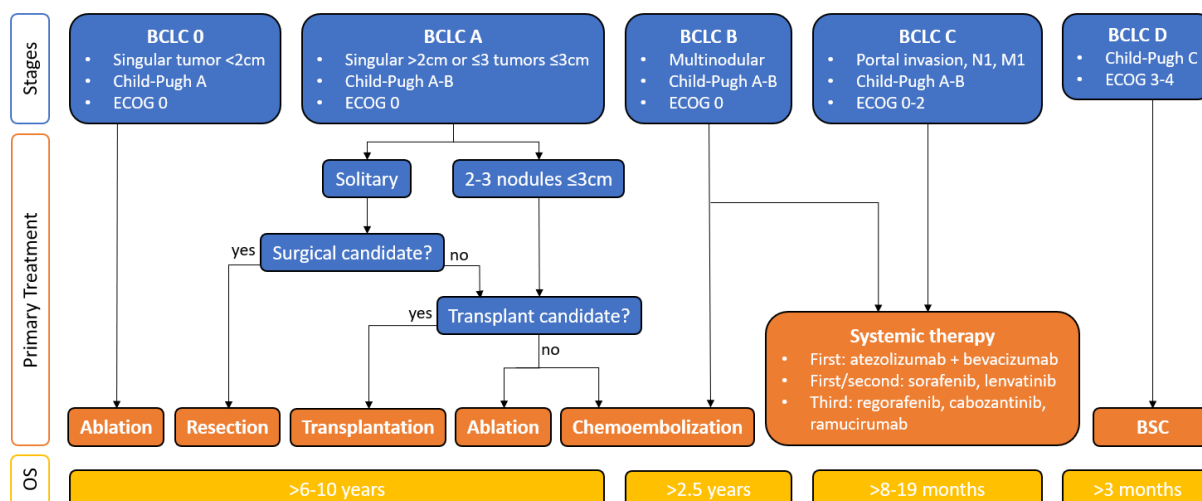 Stages
BCLC 0
• Singular tumor <2cm
• Child-Pugh A
• ECOG 0
BCLC A
• Singular >2cm or ≤3 tumors ≤3cm
• Child-Pugh A-B
• ECOG 0
BCLC B
• Multinodular
• Child-Pugh A-B
• ECOG 0
BCLC C
• Portal invasion, N1, M1
• Child-Pugh A-B
• ECOG 0-2
BCLC D
• Child-Pugh C
• ECOG 3-4
Primary Treatment
Solitary
2-3 nodules ≤3cm
yes
Surgical candidate?
no
yes
Transplant candidate?
no
Systemic therapy
• First: atezolizumab + bevacizumab
• First/second: sorafenib, lenvatinib
• Third: regorafenib, cabozantinib,
ramucirumab
Ablation
Resection
Transplantation
Ablation
Chemoembolization
BSC
OS
>6-10 years
>2.5 years
>8-19 months
>3 months